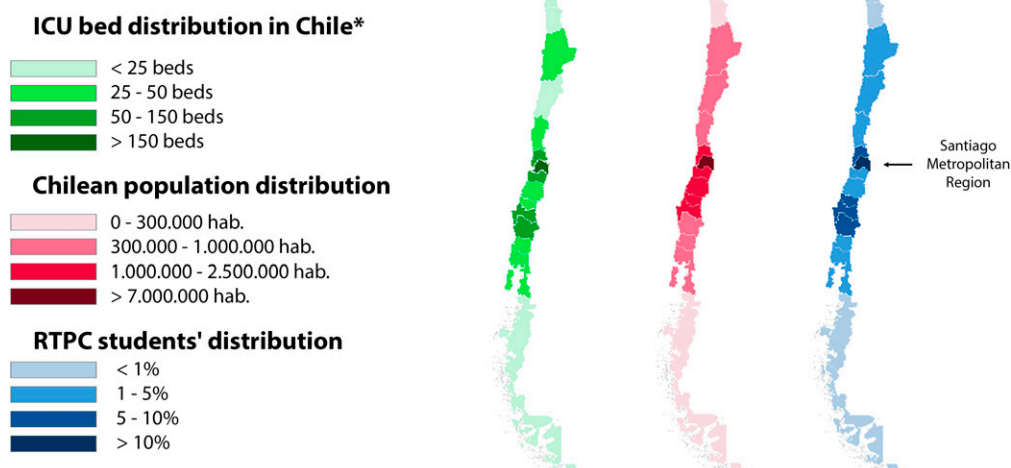 ICU bed distribution in Chile*
< 25 beds
25 - 50 beds
50 - 150 beds
> 150 beds
Chilean population distribution
0 - 300.000 hab.
300.000 - 1.000.000 hab.
1.000.000 - 2.500.000 hab.
> 7.000.000 hab.
RTPC students' distribution
< 1%
1 - 5%
5 - 10%
> 10%
Santiago
Metropolitan
Region